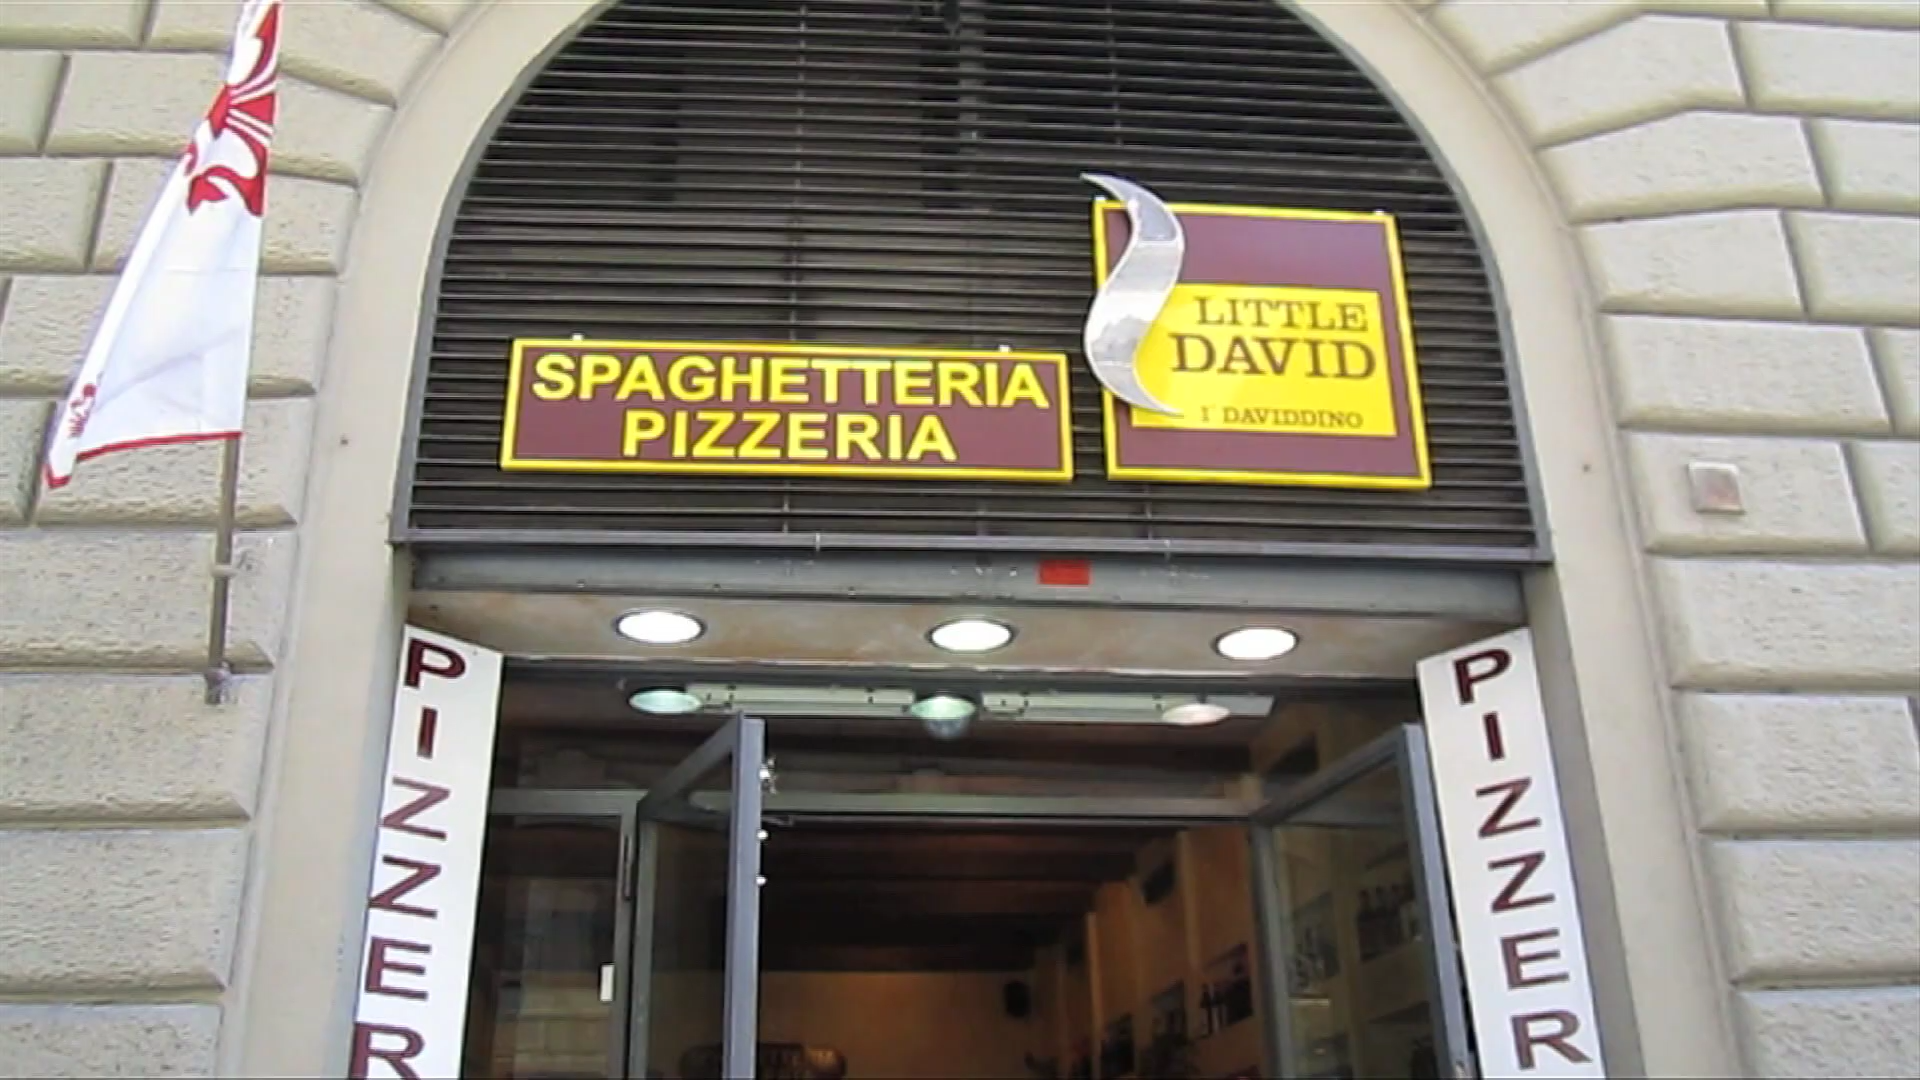 SPAGHETTERIA
PIZZERIA
LITTLE
DAVID
I' DAVIDDINO
PIZZER
PIZZER